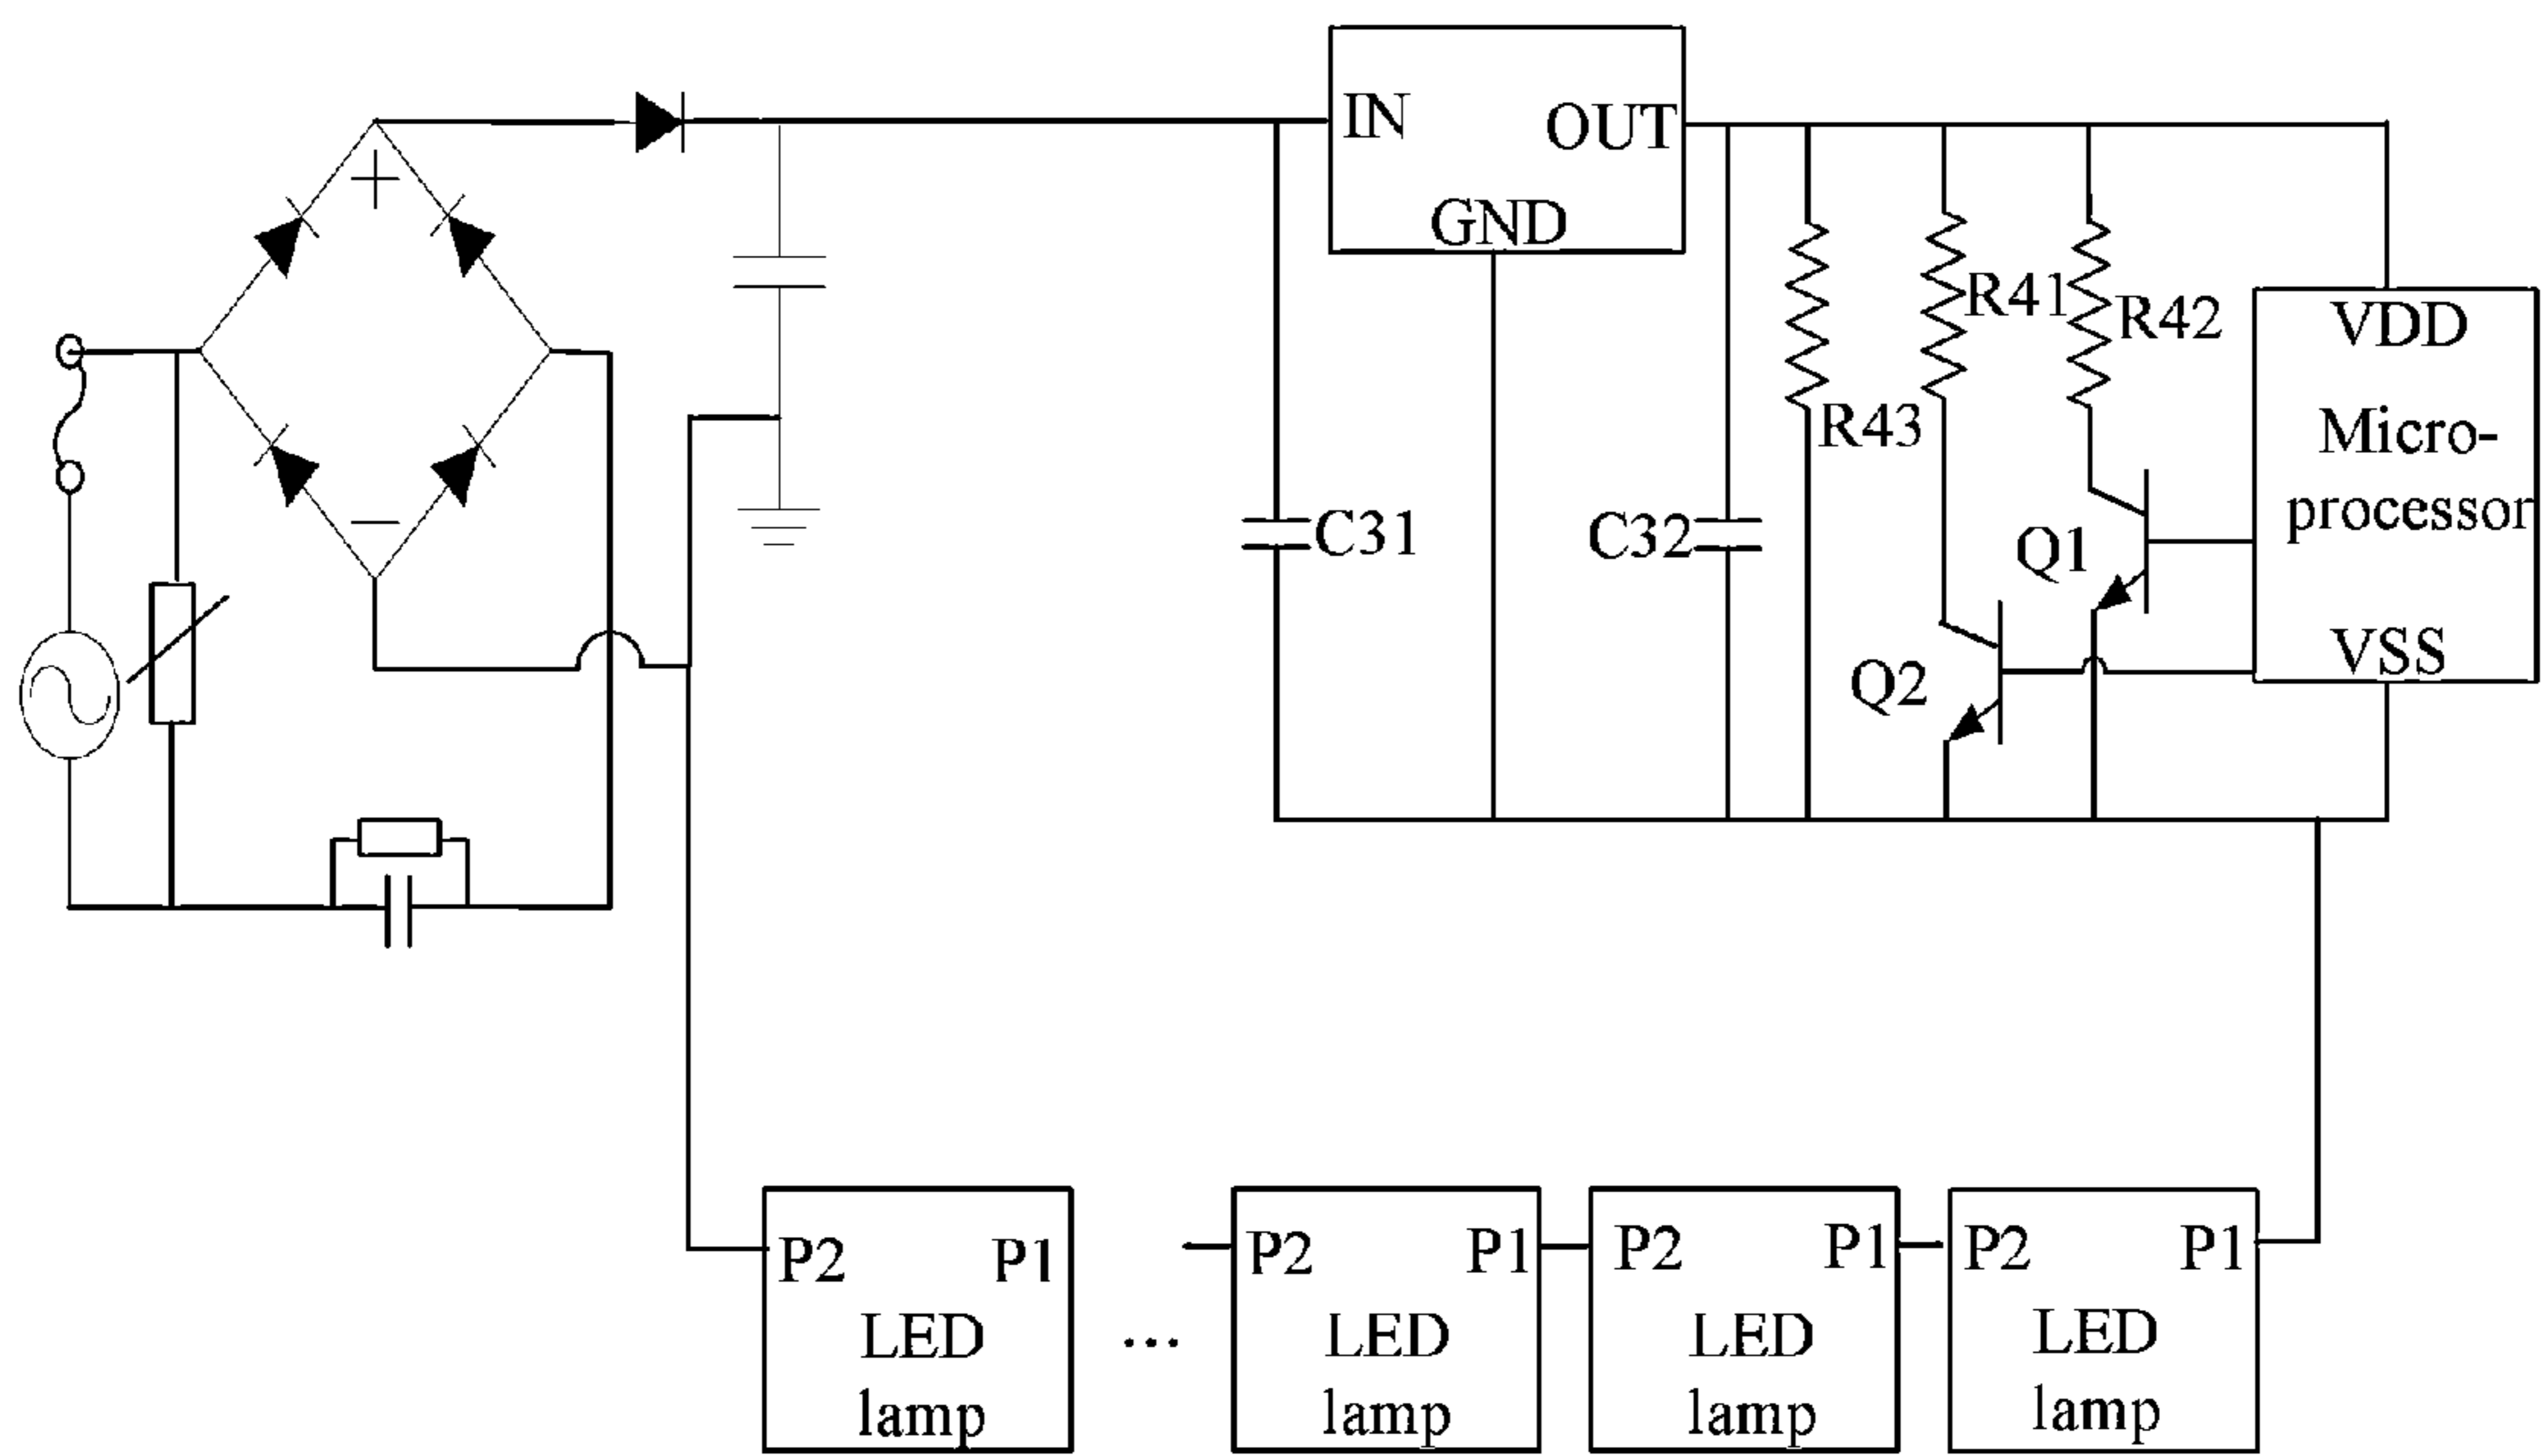 IN
OUT
GND
R41
R42
R43
VDD
Micro-
processor
VSS
C31
C32
Q1
Q2
P2 P1
LED
lamp
...
P2 P1
LED
lamp
P2 P1
LED
lamp
P2 P1
LED
lamp